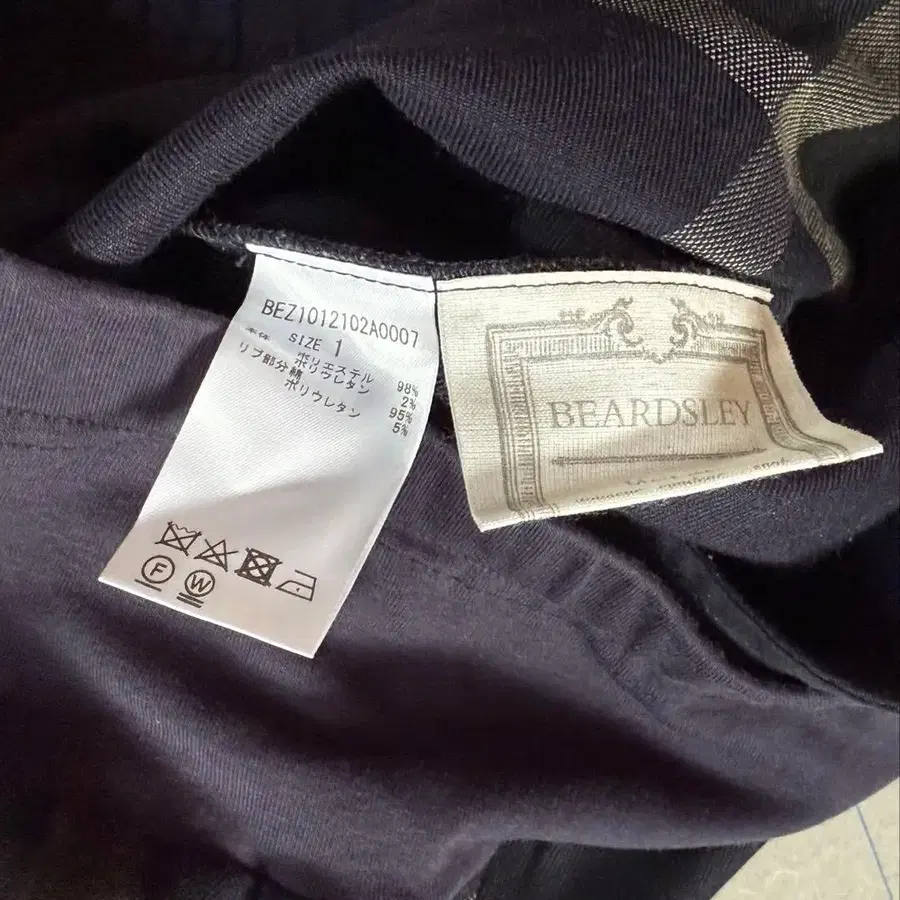 BEZ1012102A0007
SIZE 1
本体 ポリエステル 98%
ポリウレタン 2%
リブ部分 綿 95%
ポリウレタン 5%
F W
BEARDSLEY